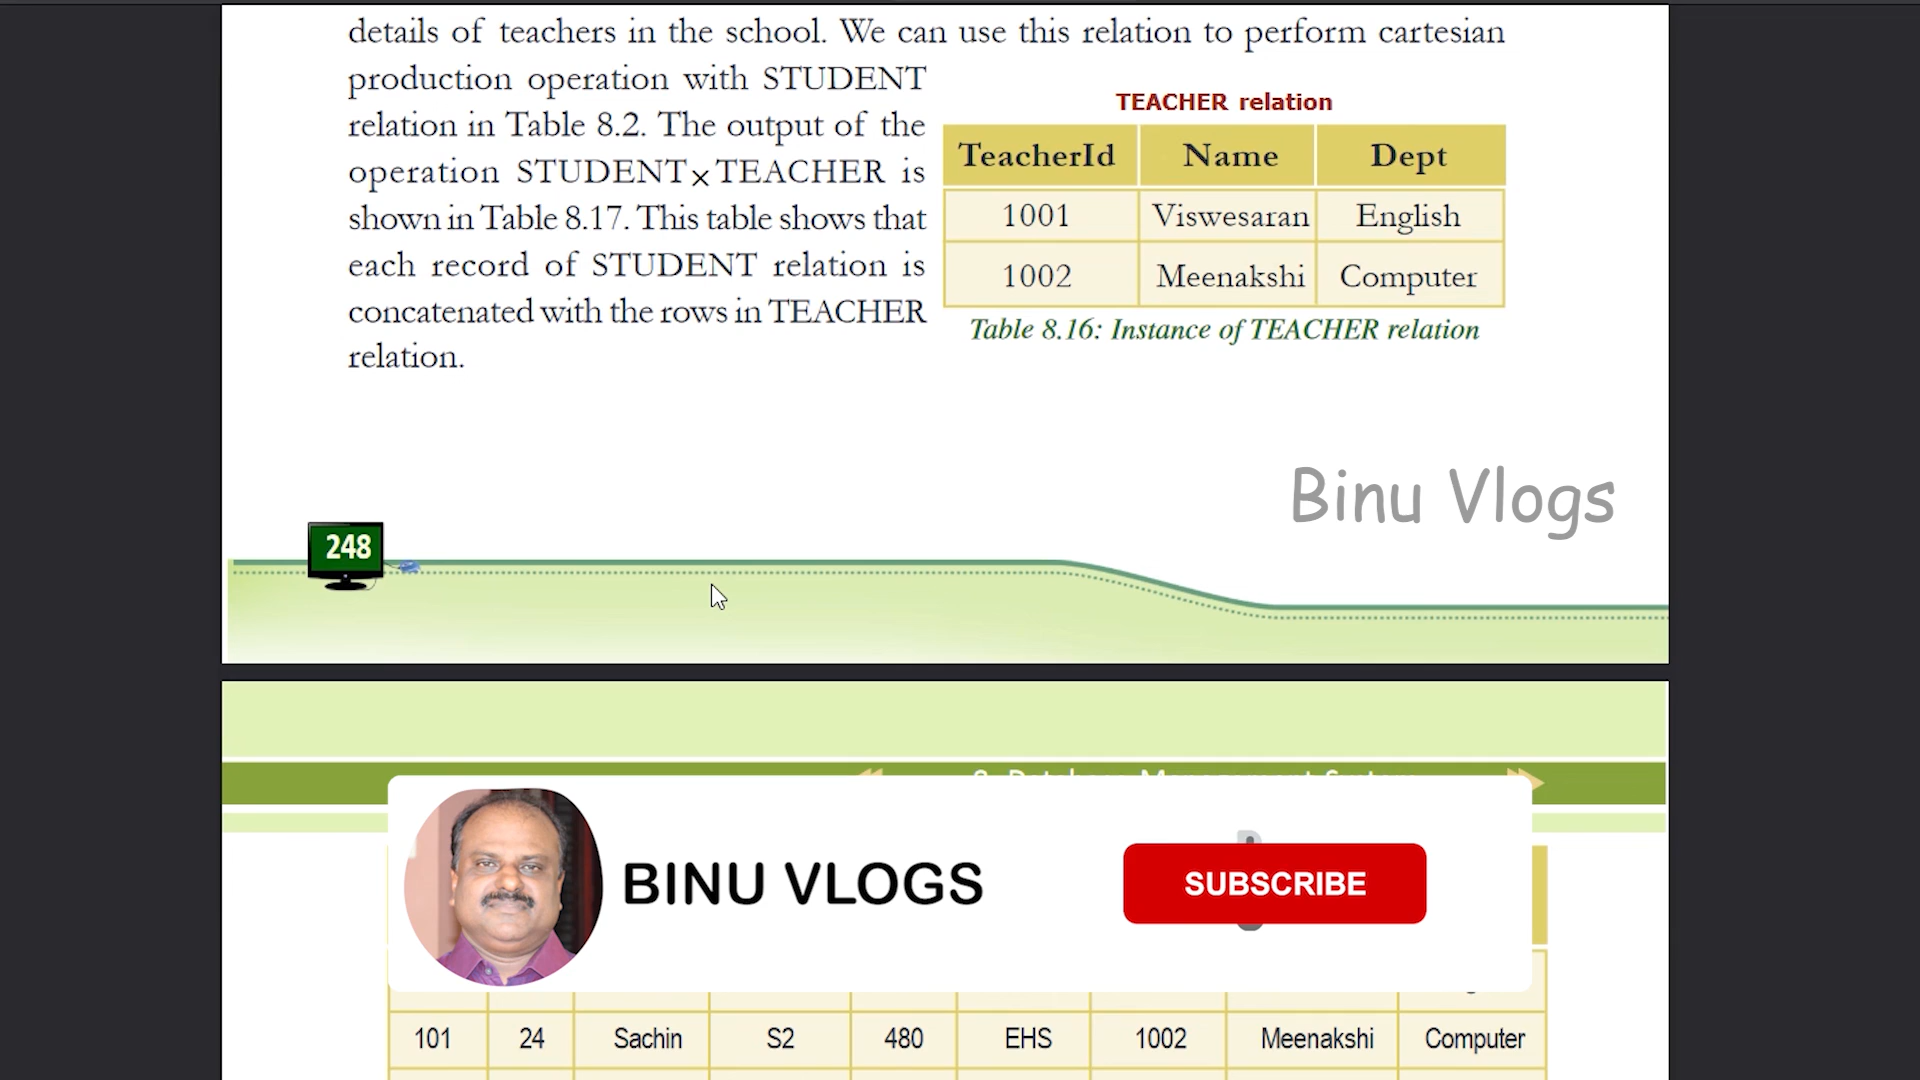 details of teachers in the school. We can use this relation to perform cartesian
production operation with STUDENT
relation in Table 8.2. The output of the
operation STUDENT×TEACHER is
shown in Table 8.17. This table shows that
each record of STUDENT relation is
concatenated with the rows in TEACHER
relation.
TEACHER relation
TeacherId Name Dept
1001 Viswesaran English
1002 Meenakshi Computer
Table 8.16: Instance of TEACHER relation
Binu Vlogs
248
BINU VLOGS
SUBSCRIBE
101 24 Sachin S2 480 EHS 1002 Meenakshi Computer